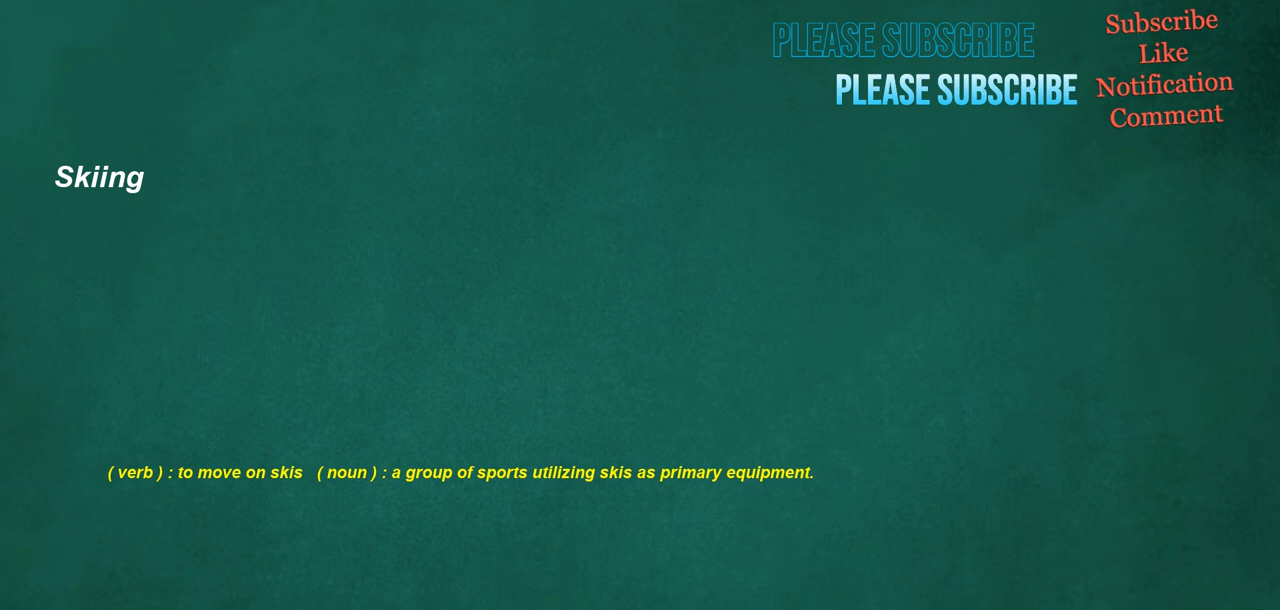 PLEASE SUBSCRIBE
PLEASE SUBSCRIBE
Subscribe
Like
Notification
Comment
Skiing
( verb ) : to move on skis ( noun ) : a group of sports utilizing skis as primary equipment.